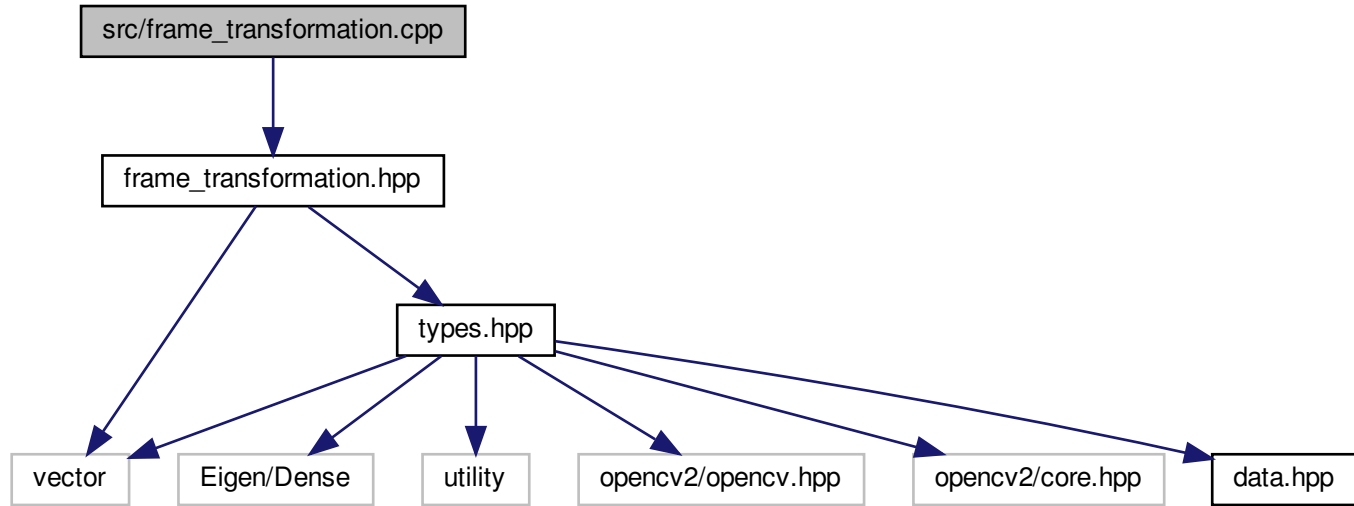 src/frame_transformation.cpp
frame_transformation.hpp
types.hpp
vector
Eigen/Dense
utility
opencv2/opencv.hpp
opencv2/core.hpp
data.hpp